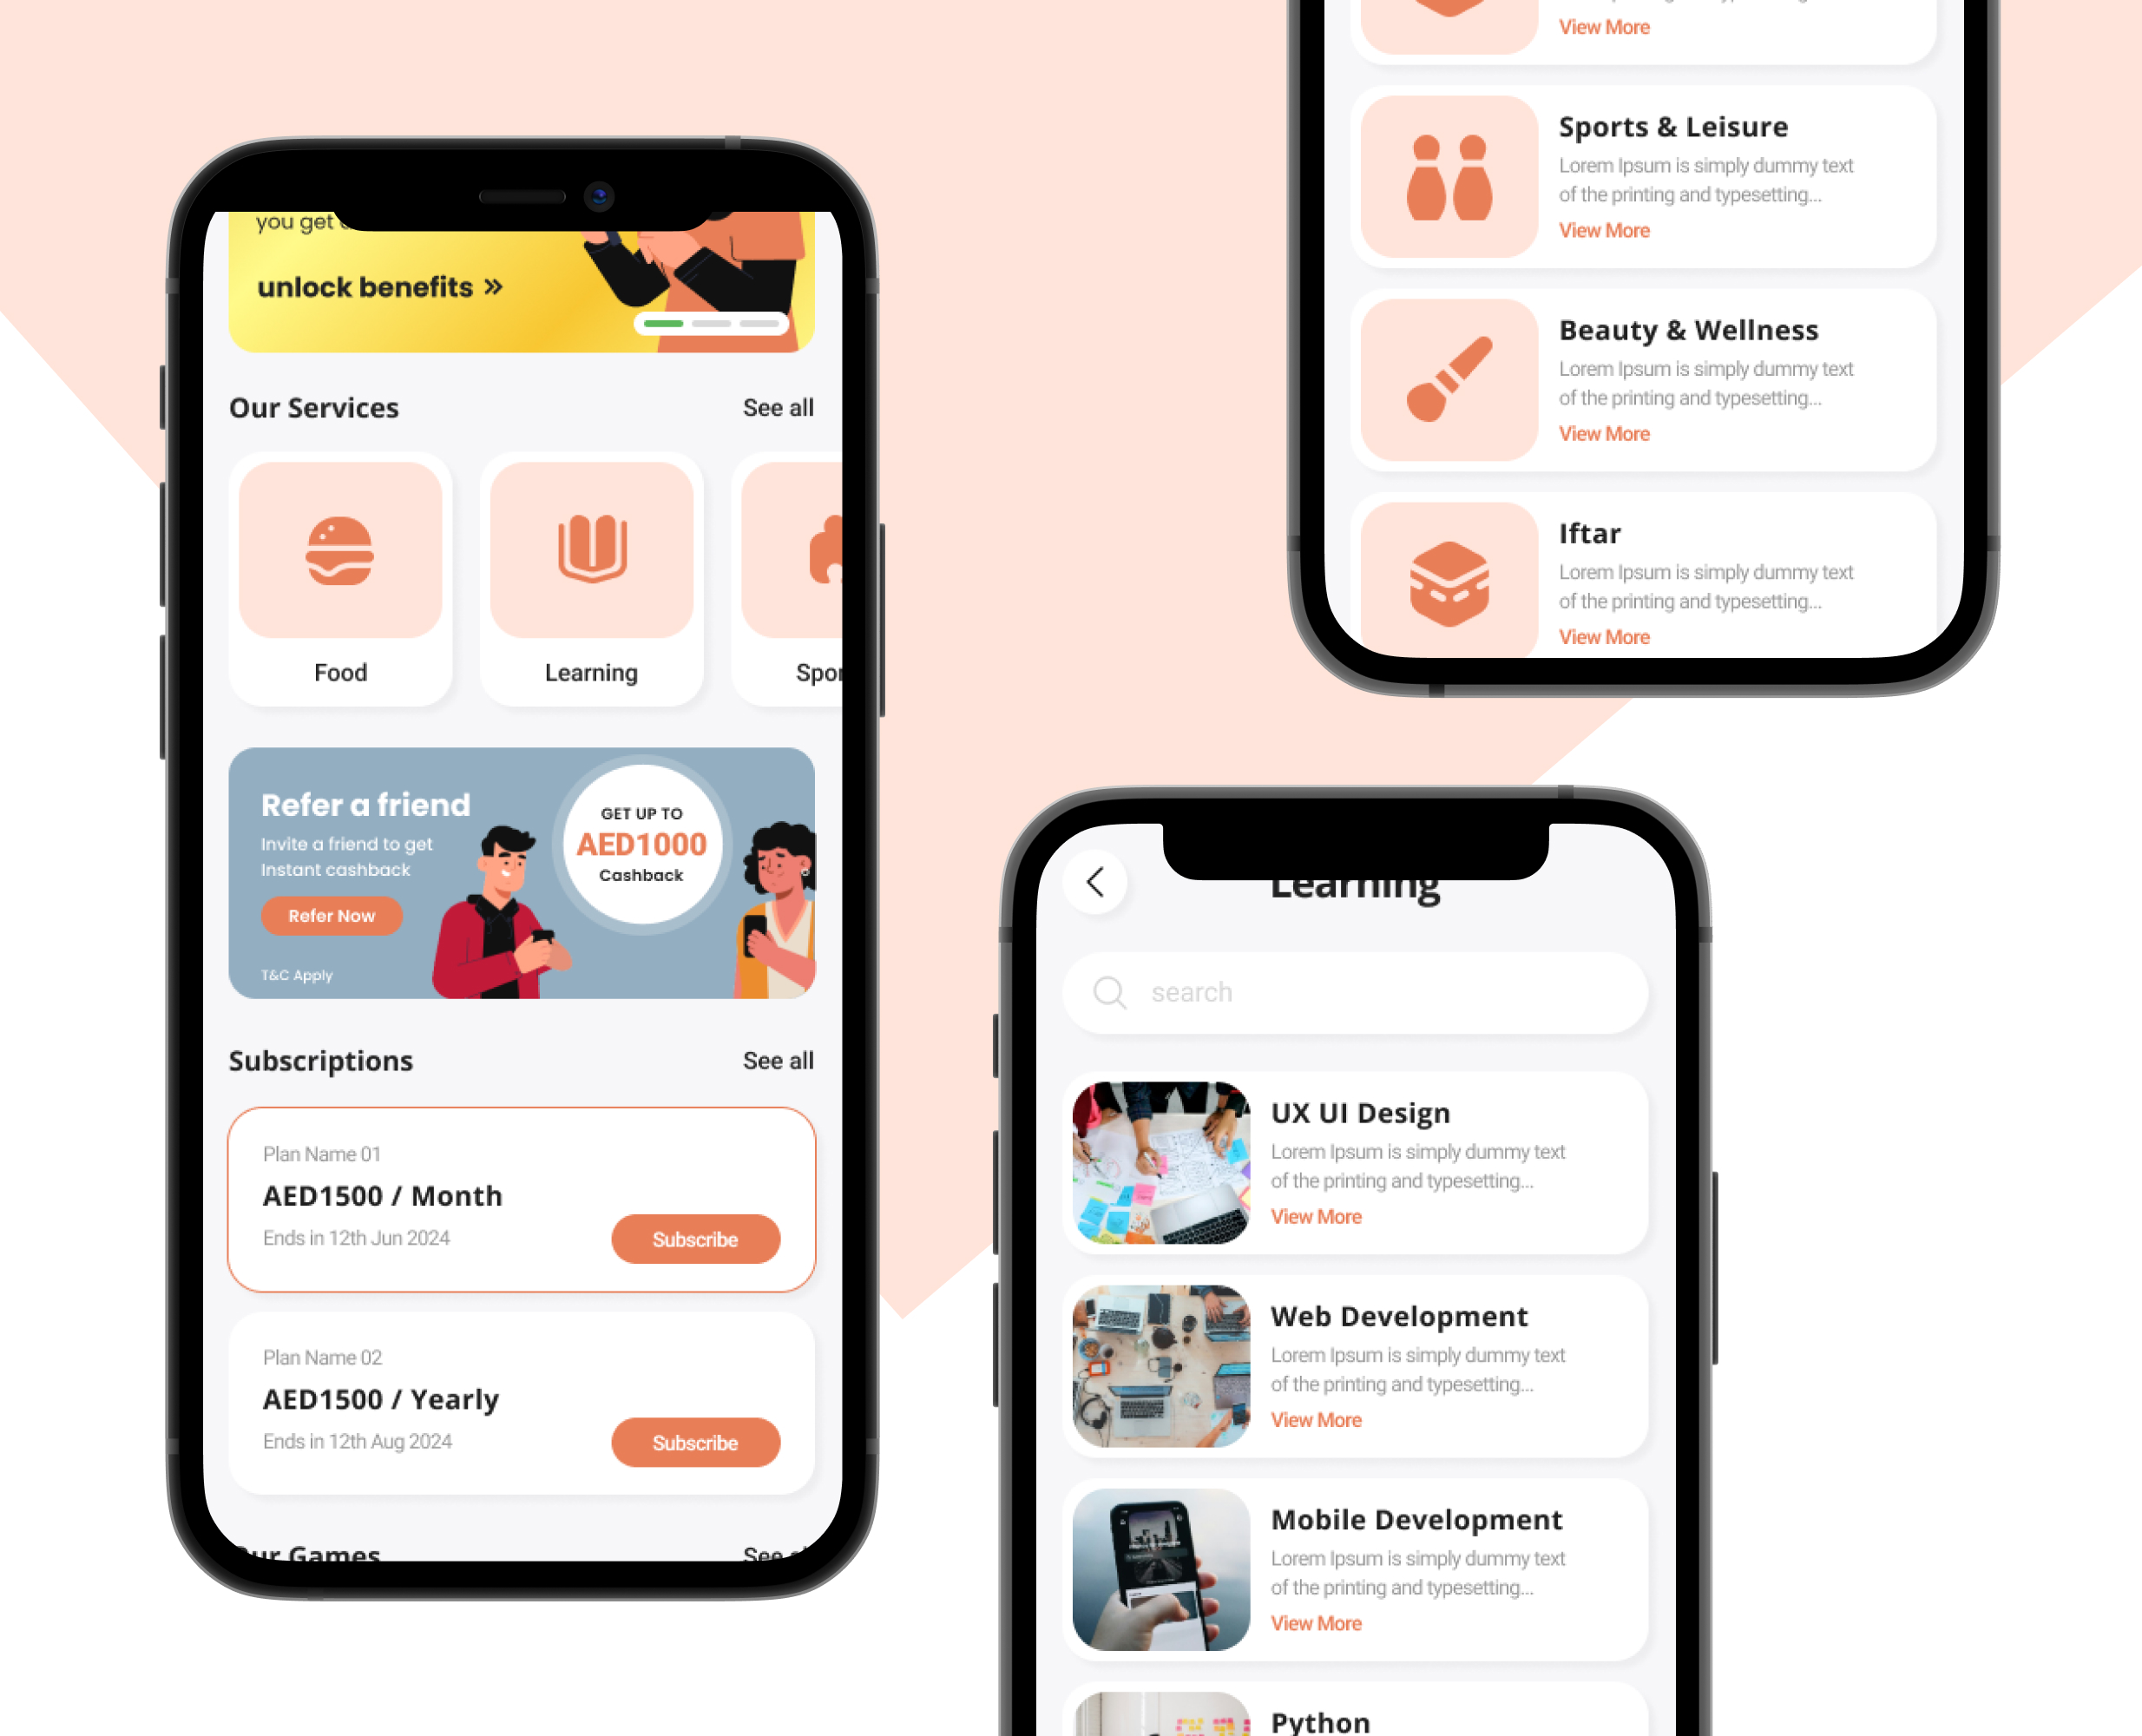 you get
unlock benefits »
Our Services
See all
Food
Learning
Refer a friend
Invite a friend to get
Instant cashback
Refer Now
T&C Apply
GET UP TO
AED1000
Cashback
Subscriptions
See all
Plan Name 01
AED1500 / Month
Ends in 12th Jun 2024
Subscribe
Plan Name 02
AED1500 / Yearly
Ends in 12th Aug 2024
Subscribe
Our Games
See all
View More
Sports & Leisure
Lorem Ipsum is simply dummy text
of the printing and typesetting...
View More
Beauty & Wellness
Lorem Ipsum is simply dummy text
of the printing and typesetting...
View More
Iftar
Lorem Ipsum is simply dummy text
of the printing and typesetting...
View More
Learning
search
UX UI Design
Lorem Ipsum is simply dummy text
of the printing and typesetting...
View More
Web Development
Lorem Ipsum is simply dummy text
of the printing and typesetting...
View More
Mobile Development
Lorem Ipsum is simply dummy text
of the printing and typesetting...
View More
Python